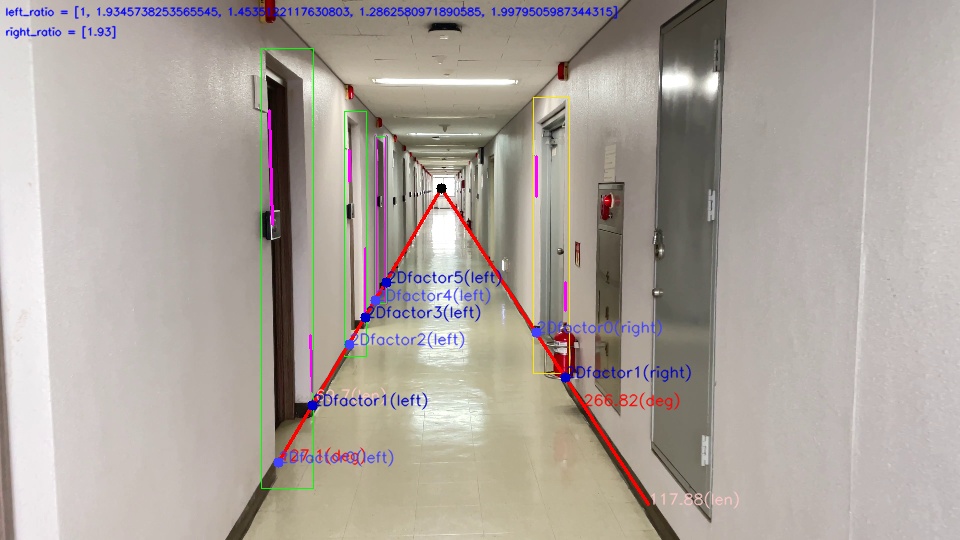 left_ratio = [1, 1.9345738253565545, 1.4535122117630803, 1.2862580971890585, 1.9979505987344315]
right_ratio = [1.93]
2Dfactor5(left)
2Dfactor4(left)
2Dfactor3(left)
2Dfactor0(right)
2Dfactor2(left)
2Dfactor1(right)
2Dfactor1(left)
266.82(deg)
117.88(len)